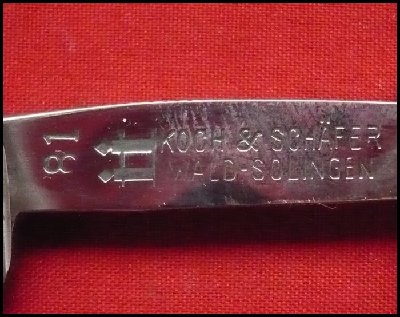 81
KOCH & SCHÄFER
WALD-SOLINGEN